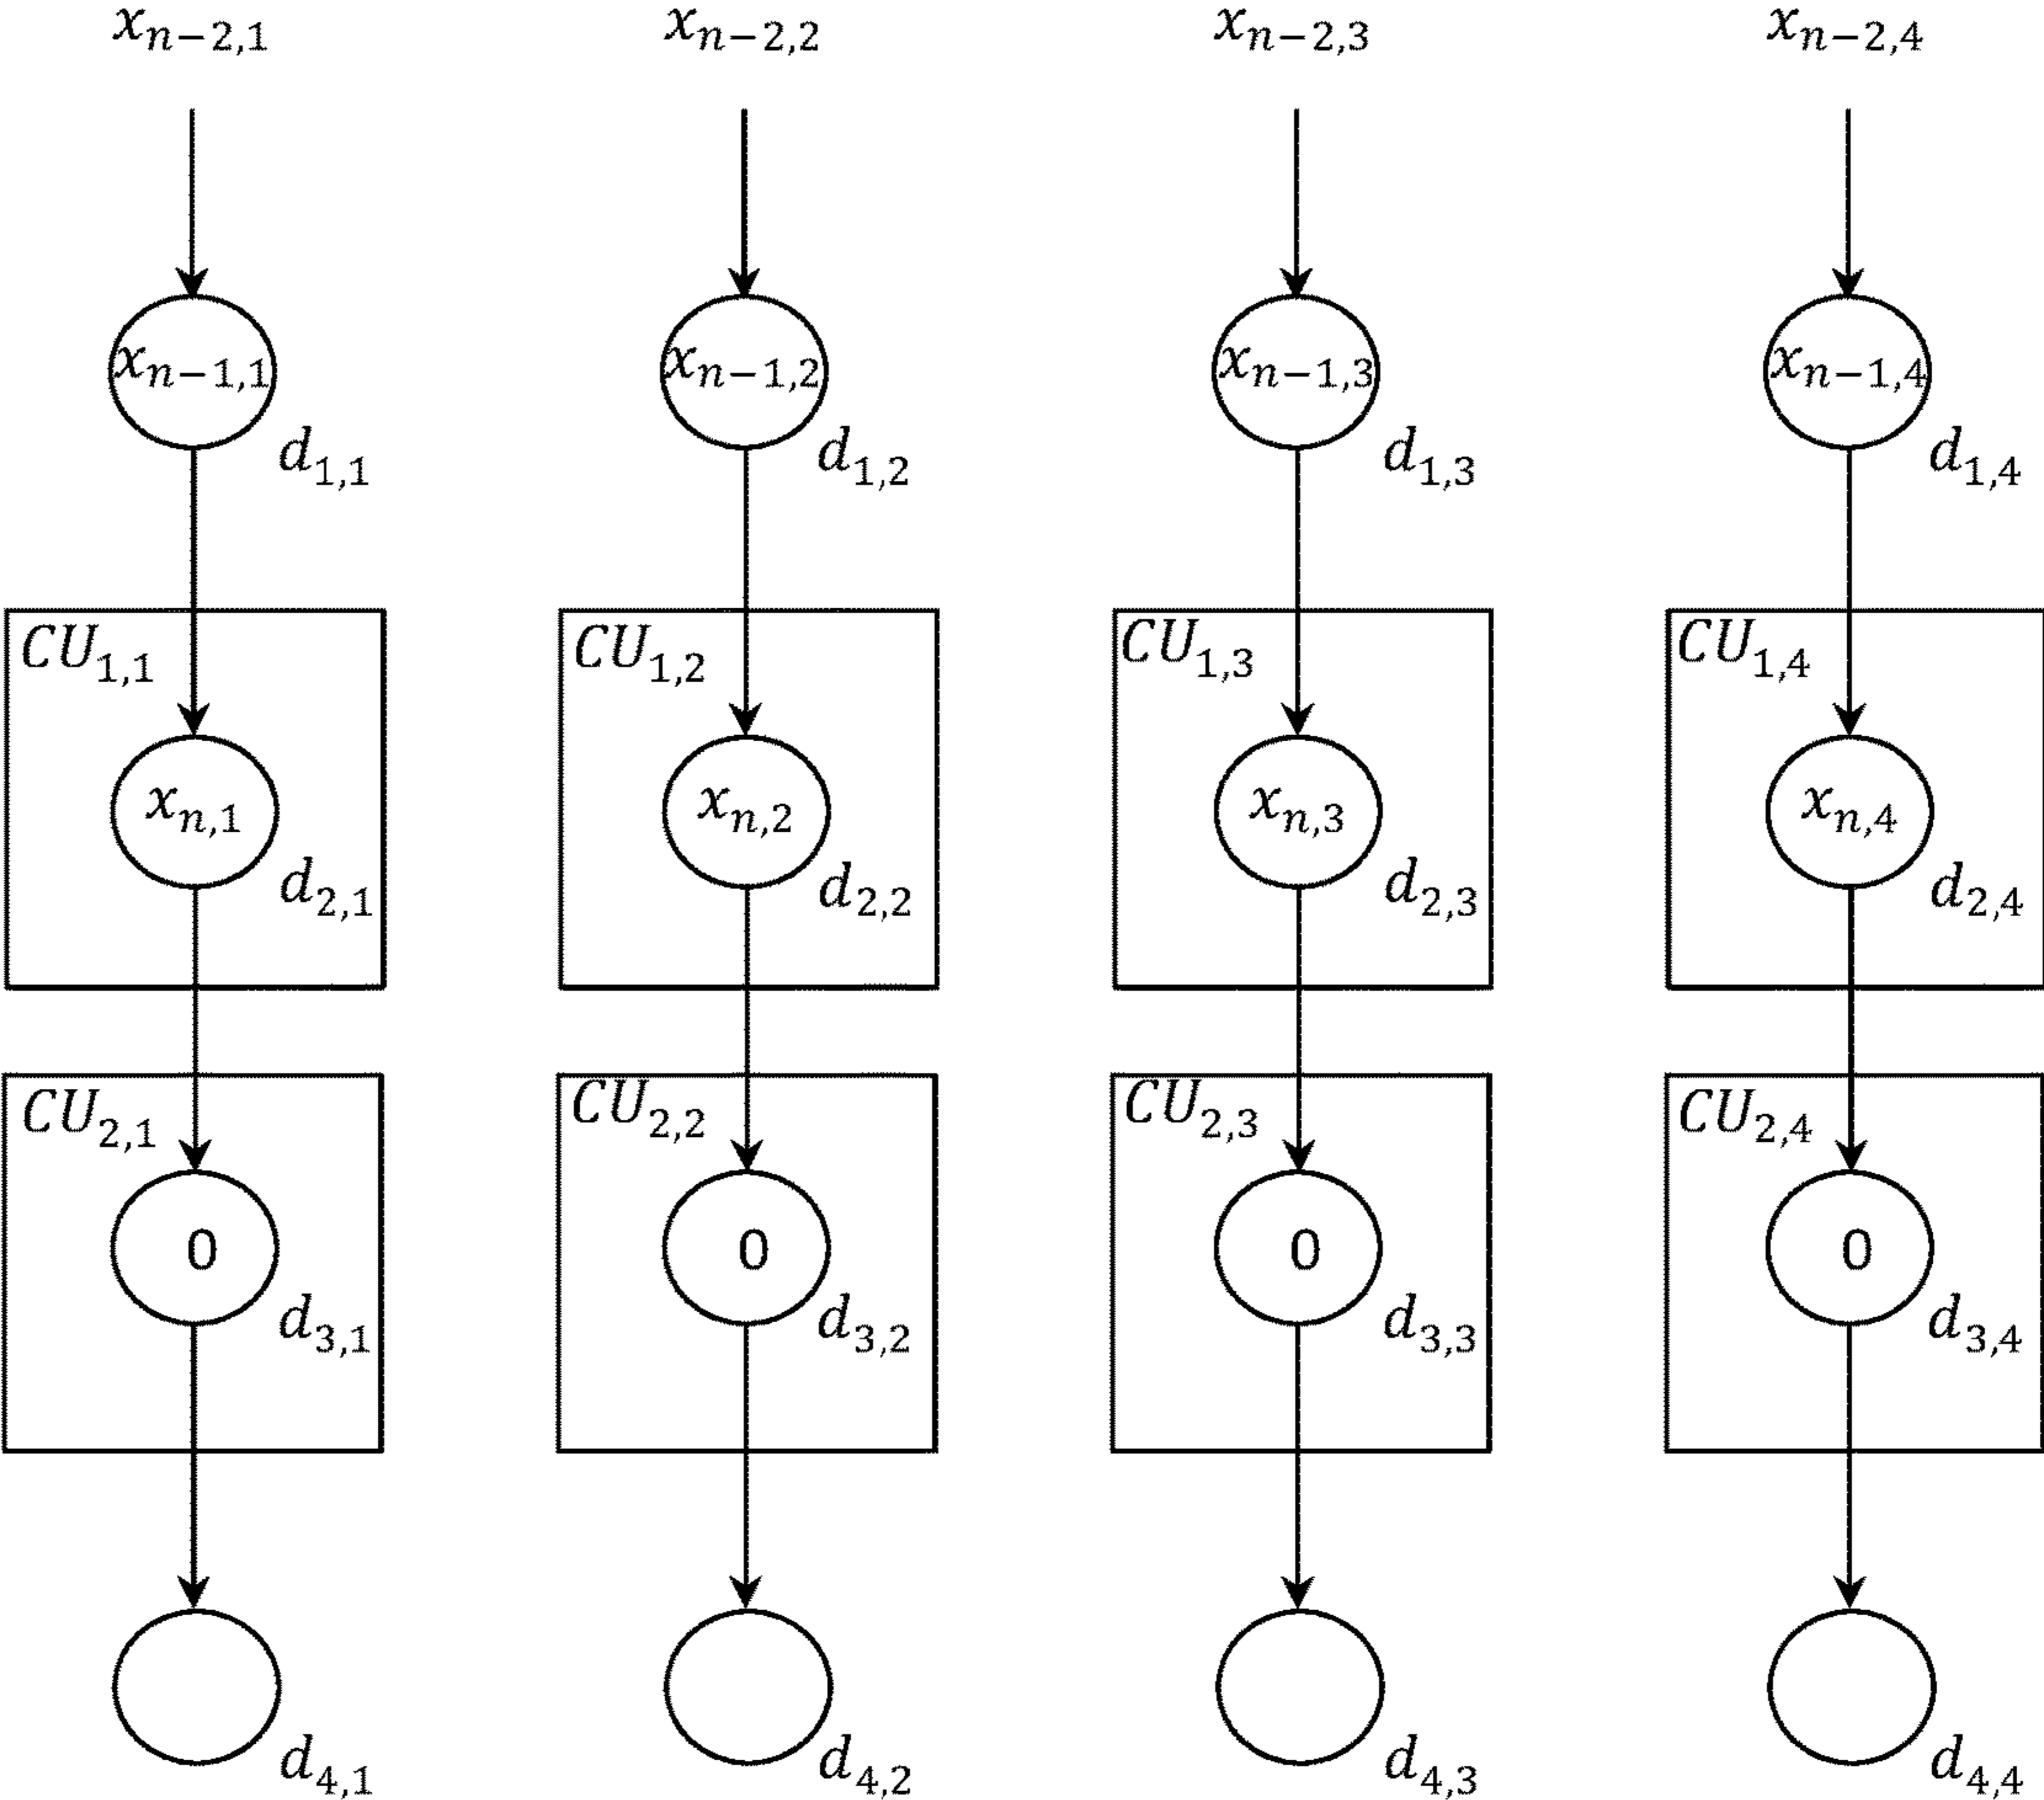 x_{n−2,1} x_{n−2,2} x_{n−2,3} x_{n−2,4}
x_{n−1,1} x_{n−1,2} x_{n−1,3} x_{n−1,4}
d_{1,1} d_{1,2} d_{1,3} d_{1,4}
CU_{1,1} CU_{1,2} CU_{1,3} CU_{1,4}
x_{n,1} x_{n,2} x_{n,3} x_{n,4}
d_{2,1} d_{2,2} d_{2,3} d_{2,4}
CU_{2,1} CU_{2,2} CU_{2,3} CU_{2,4}
0 0 0 0
d_{3,1} d_{3,2} d_{3,3} d_{3,4}
d_{4,1} d_{4,2} d_{4,3} d_{4,4}